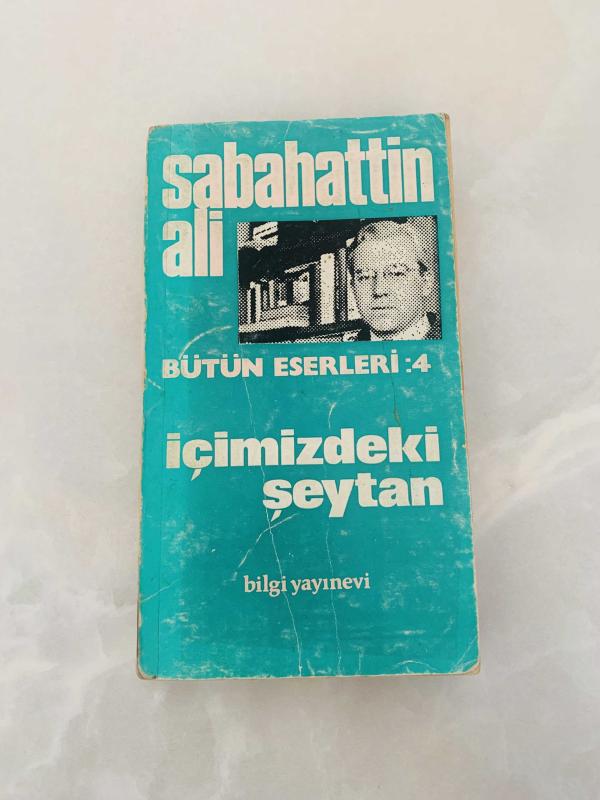 sabahattin
ali
BÜTÜN ESERLERİ :4
içimizdeki
şeytan
bilgi yayınevi